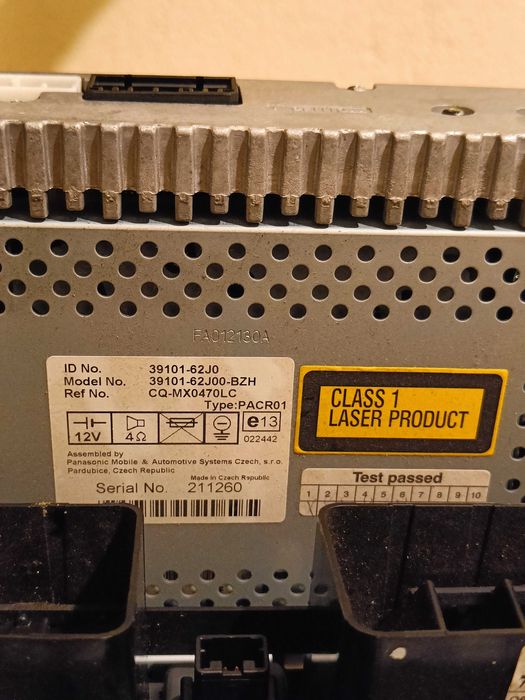 FA012130A
ID No. 39101-62J0
Model No. 39101-62J00-BZH
Ref No. CQ-MX0470LC
Type:PACR01
12V 4Ω e13
022442
Assembled by
Panasonic Mobile & Automotive Systems Czech, s.r.o.
Pardubice, Czech Republic
Made in Czech Republic
Serial No. 211260
CLASS 1
LASER PRODUCT
Test passed
1 2 3 4 5 6 7 8 9 10